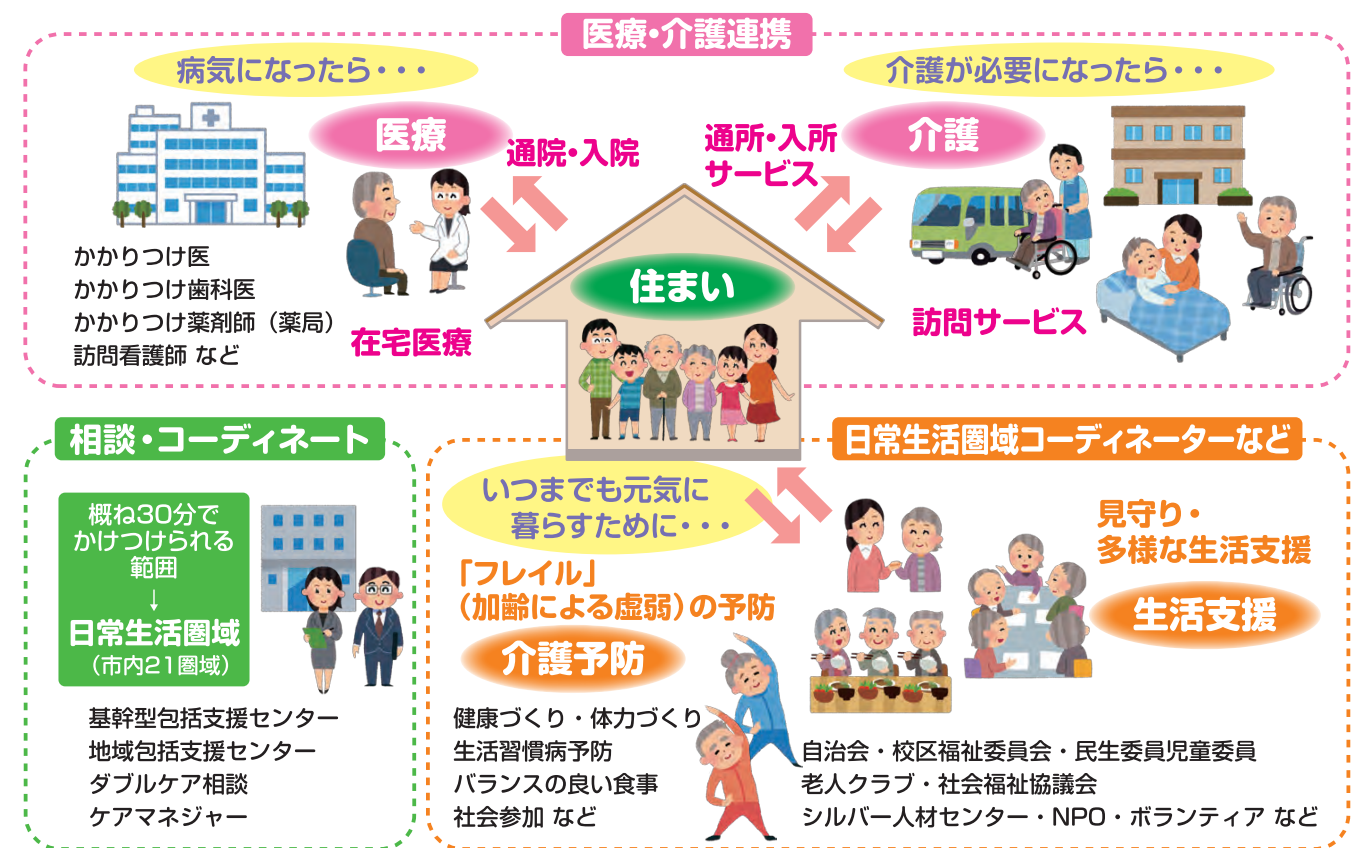 医療・介護連携
病気になったら・・・
医療
通院・入院
かかりつけ医
かかりつけ歯科医
かかりつけ薬剤師（薬局）
訪問看護師 など
在宅医療
介護が必要になったら・・・
通所・入所
サービス
介護
訪問サービス
住まい
相談・コーディネート
概ね30分で
かけつけられる
範囲
↓
日常生活圏域
（市内21圏域）
基幹型包括支援センター
地域包括支援センター
ダブルケア相談
ケアマネジャー
日常生活圏域コーディネーターなど
いつまでも元気に
暮らすために・・・
「フレイル」
（加齢による虚弱）の予防
介護予防
健康づくり・体力づくり
生活習慣病予防
バランスの良い食事
社会参加 など
見守り・
多様な生活支援
生活支援
自治会・校区福祉委員会・民生委員児童委員
老人クラブ・社会福祉協議会
シルバー人材センター・NPO・ボランティア など